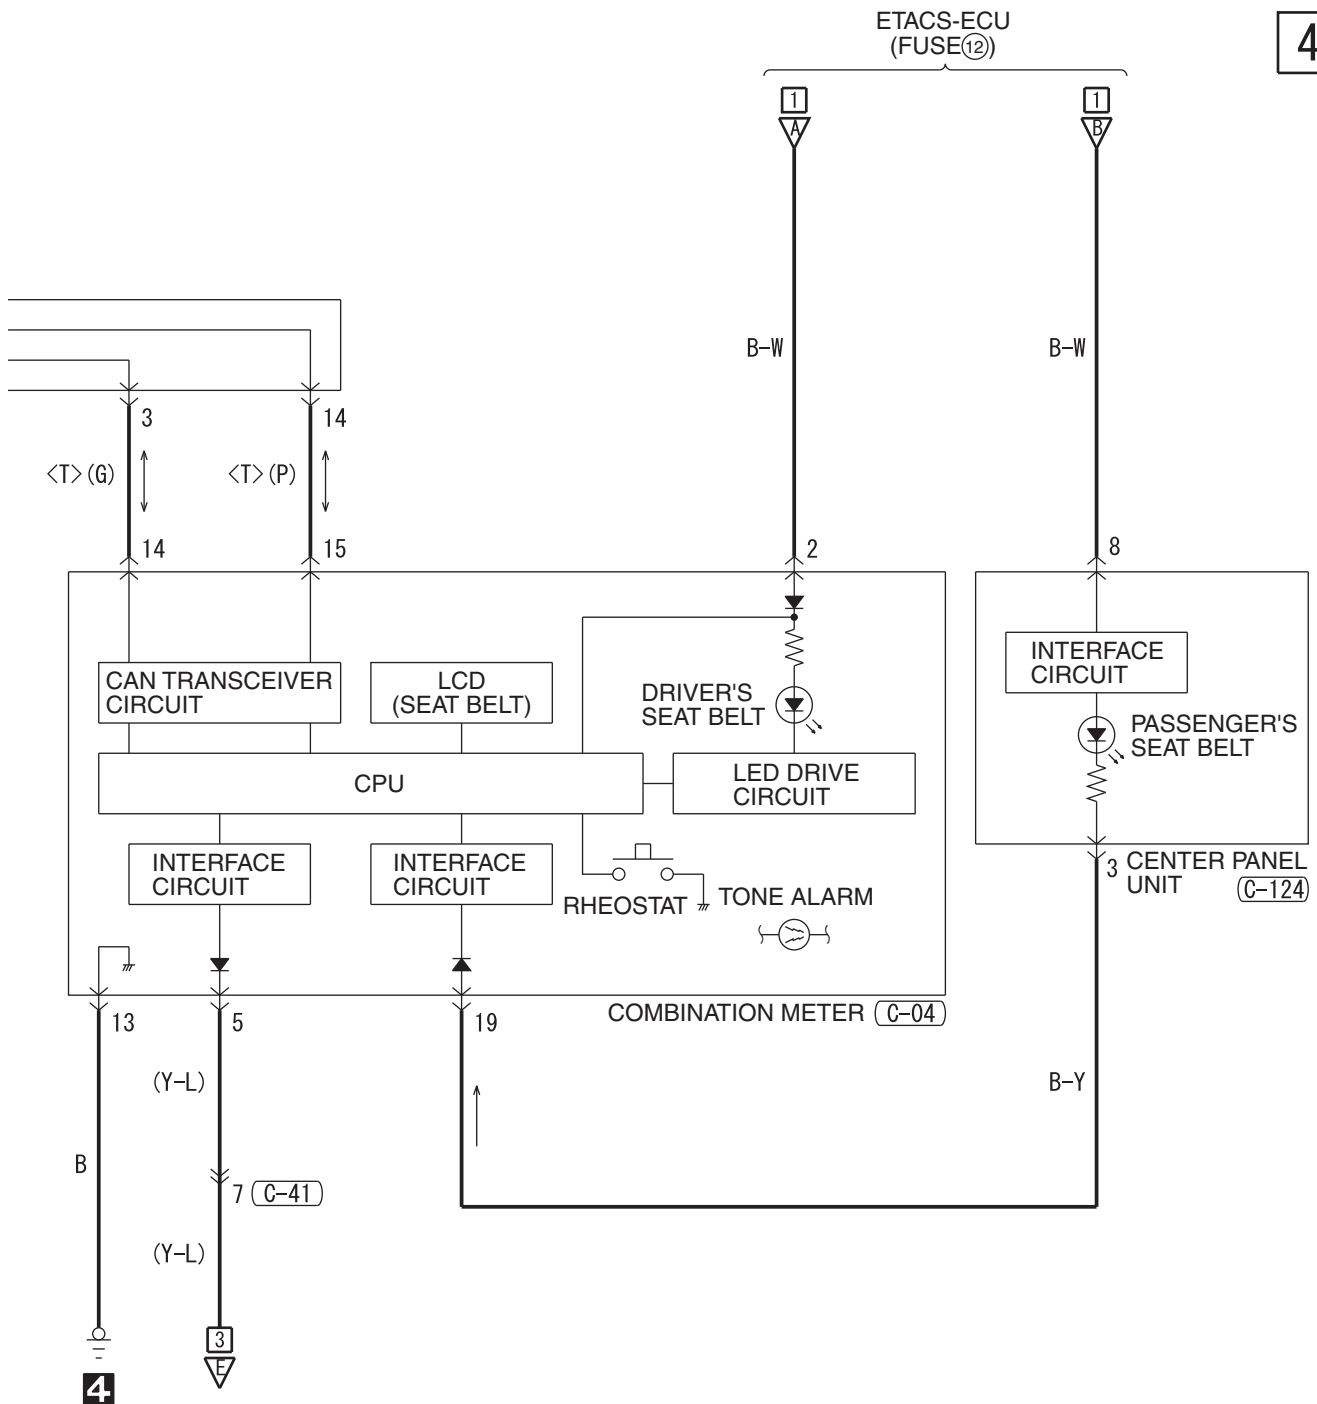 ETACS-ECU
(FUSE⑫)
4
1
1
A
B
B-W
B-W
3
14
<T>(G)
<T>(P)
14
15
2
8
CAN TRANSCEIVER
CIRCUIT
LCD
(SEAT BELT)
DRIVER'S
SEAT BELT
INTERFACE
CIRCUIT
PASSENGER'S
SEAT BELT
CPU
LED DRIVE
CIRCUIT
INTERFACE
CIRCUIT
INTERFACE
CIRCUIT
RHEOSTAT
TONE ALARM
3
CENTER PANEL
UNIT
C-124
13
5
19
COMBINATION METER
C-04
(Y-L)
B-Y
B
7
C-41
(Y-L)
3
E
4